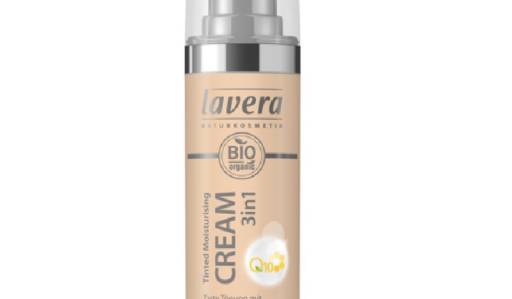 lavera
NATURKOSMETIK
BIO
organic
Tinted Moisturising
CREAM
3in1
Q10